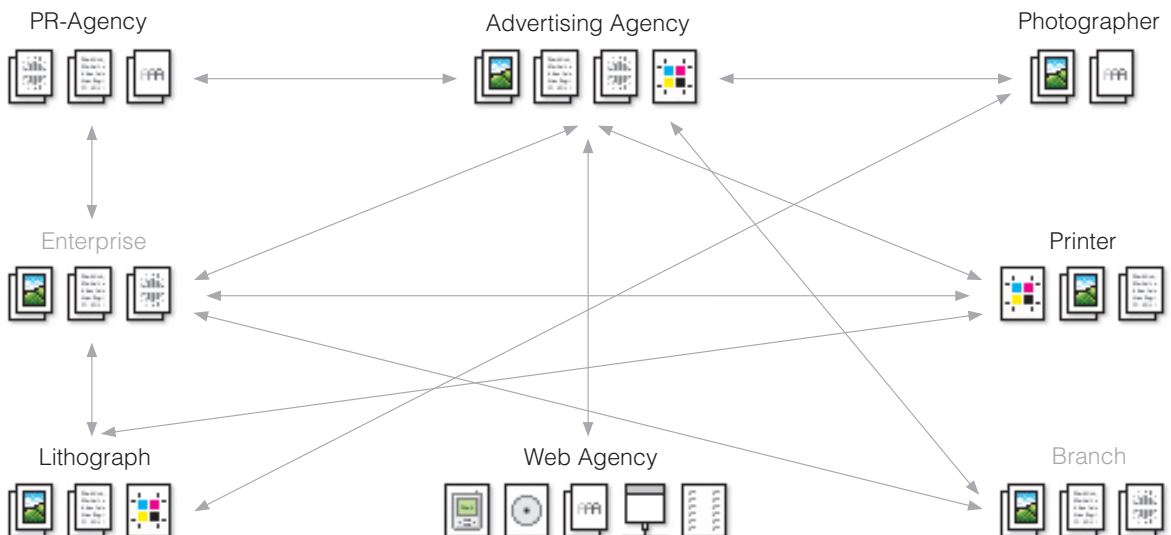 PR-Agency
Advertising Agency
Photographer
Enterprise
Printer
Lithograph
Web Agency
Branch